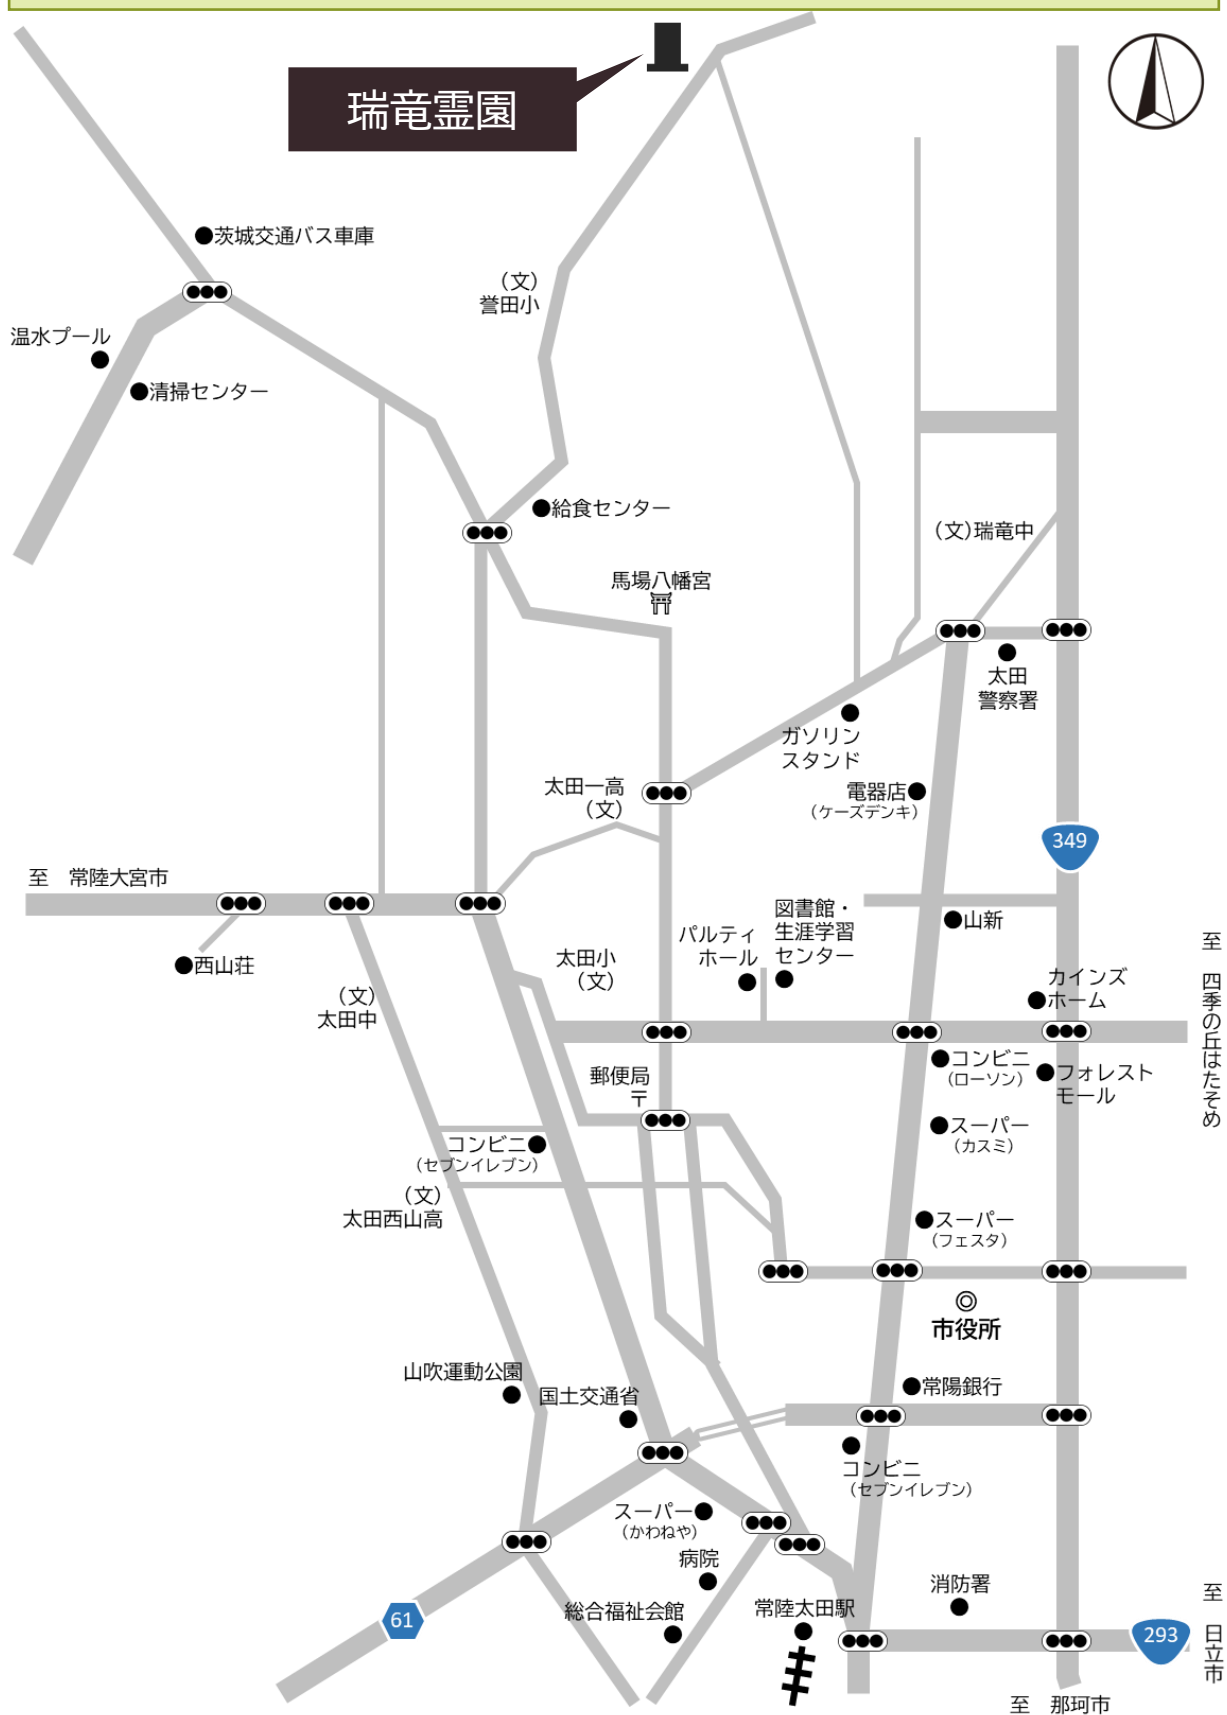 瑞竜霊園
茨城交通バス車庫
(文)
誉田小
温水プール
清掃センター
給食センター
(文)瑞竜中
馬場八幡宮
太田
警察署
ガソリン
スタンド
太田一高
(文)
電器店
(ケーズデンキ)
349
至 常陸大宮市
図書館・
生涯学習
センター
パルティ
ホール
山新
太田小
(文)
西山荘
カインズ
ホーム
至 四季の丘はたそめ
(文)
太田中
コンビニ
(ローソン)
フォレスト
モール
郵便局
〒
スーパー
(カスミ)
コンビニ
(セブンイレブン)
(文)
太田西山高
スーパー
(フェスタ)
市役所
山吹運動公園
国土交通省
常陽銀行
コンビニ
(セブンイレブン)
スーパー
(かわねや)
病院
総合福祉会館
常陸太田駅
消防署
61
293
至 日立市
至 那珂市